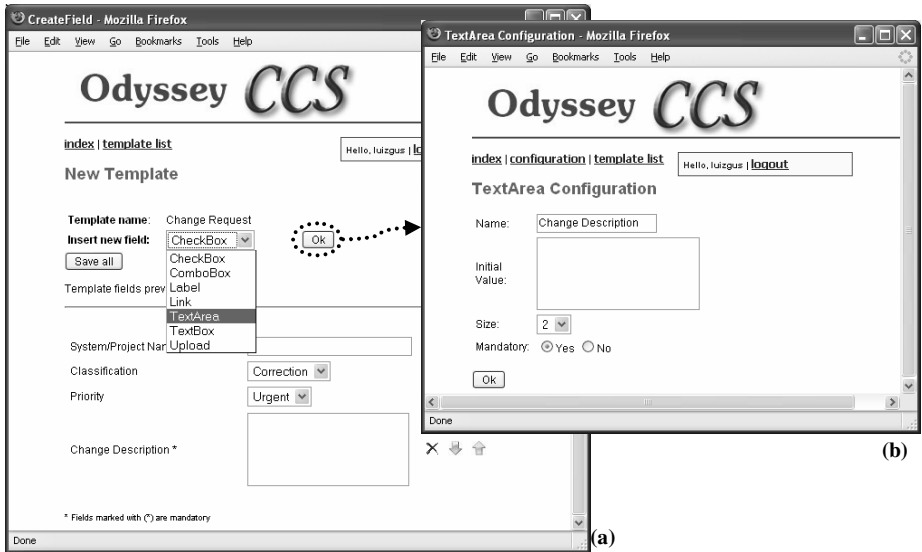 CreateField - Mozilla Firefox
File Edit View Go Bookmarks Tools Help
Odyssey CCS
index | template list
Hello, luizgus |
New Template
Template name: Change Request
Insert new field: CheckBox
Ok
Save all
CheckBox
ComboBox
Label
Link
TextArea
TextBox
Upload
Template fields
System/Project
Classification Correction
Priority Urgent
Change Description *
* Fields marked with (*) are mandatory
Done
(a)
TextArea Configuration - Mozilla Firefox
File Edit View Go Bookmarks Tools Help
Odyssey CCS
index | configuration | template list
Hello, luizgus | logout
TextArea Configuration
Name: Change Description
Initial
Value:
Size: 2
Mandatory: Yes No
Ok
Done
(b)